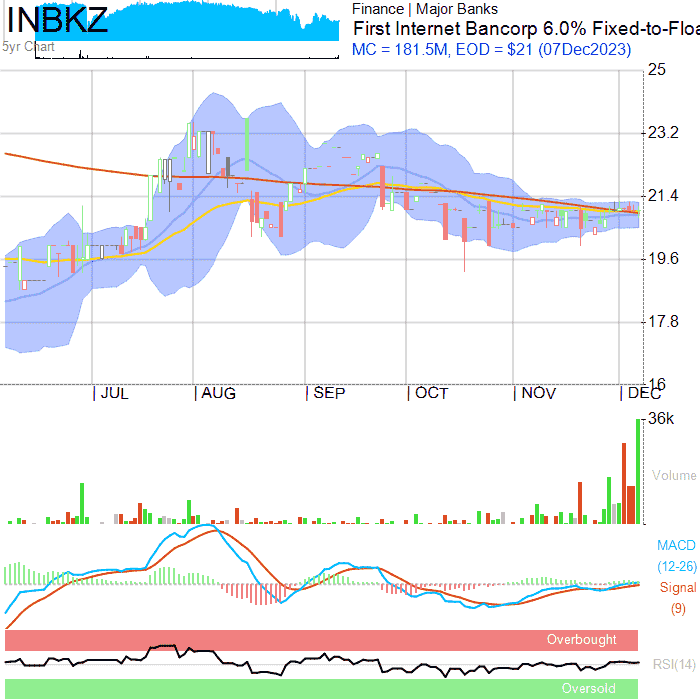 INBKZ
5yr Chart
Finance | Major Banks
First Internet Bancorp 6.0% Fixed-to-Floa
MC = 181.5M, EOD = $21 (07Dec2023)
25
23.2
21.4
19.6
17.8
16
JUL AUG SEP OCT NOV DEC
36k
Volume
MACD
(12-26)
Signal
(9)
Overbought
RSI(14)
Oversold